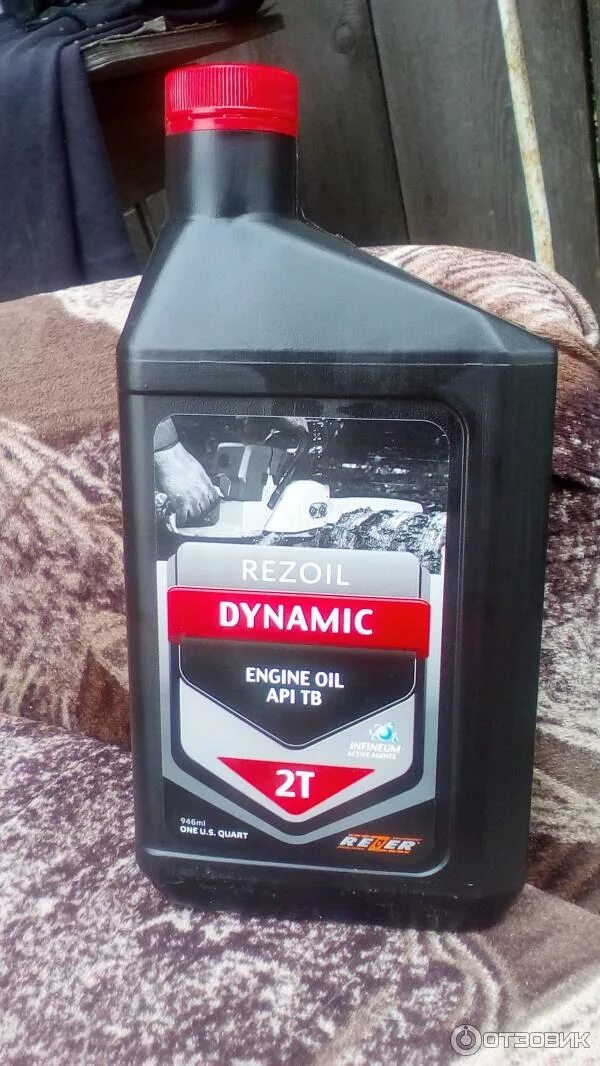 REZOIL
DYNAMIC
ENGINE OIL
API TB
INFINEUM
ACTIVE AGENTS
2T
946ml
ONE U.S. QUART
REZER
ОТЗОВИК